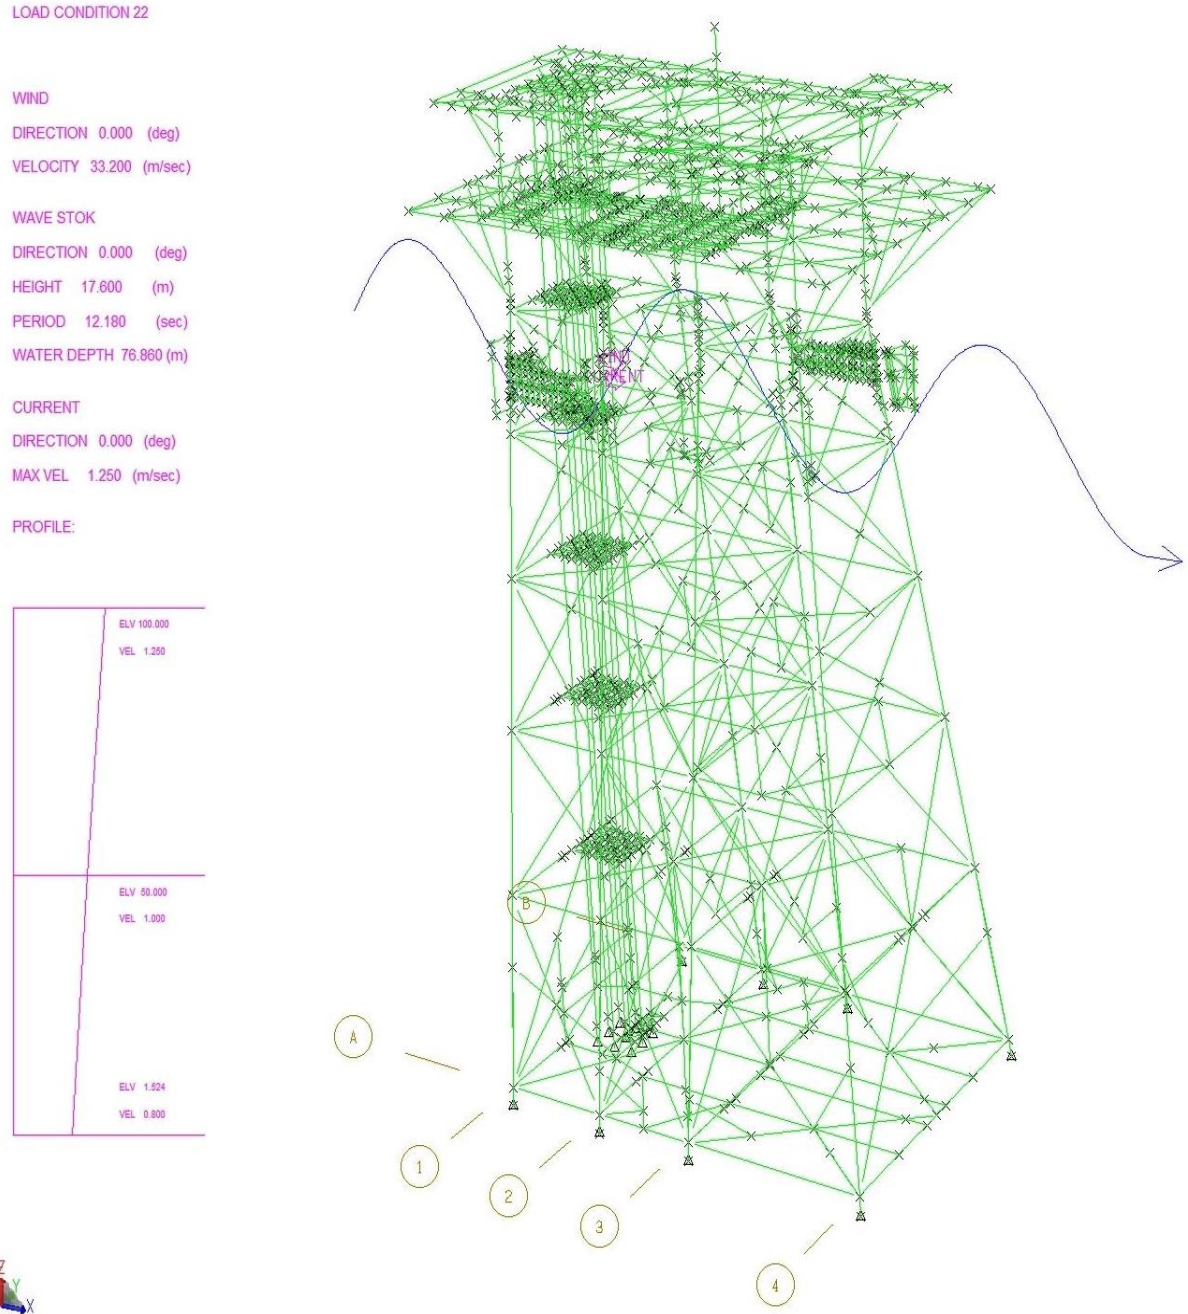 LOAD CONDITION 22
WIND
DIRECTION 0.000 (deg)
VELOCITY 33.200 (m/sec)
WAVE STOK
DIRECTION 0.000 (deg)
HEIGHT 17.600 (m)
PERIOD 12.180 (sec)
WATER DEPTH 76.860 (m)
CURRENT
DIRECTION 0.000 (deg)
MAX VEL 1.250 (m/sec)
PROFILE:
ELV 100.000
VEL 1.250
ELV 50.000
VEL 1.000
ELV 1.524
VEL 0.800
B
A
1
2
3
4
Z
Y
X